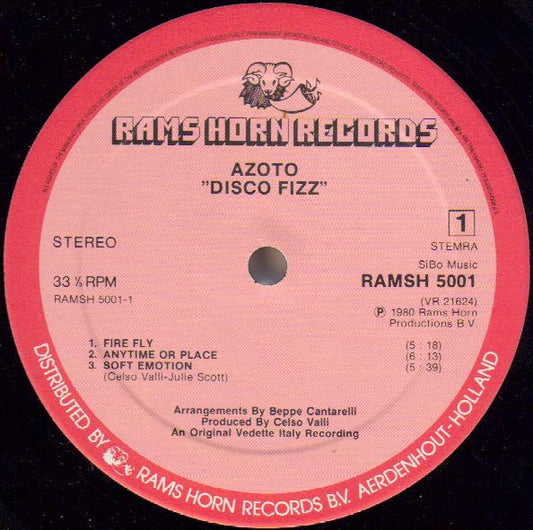 RAMS HORN RECORDS
AZOTO
"DISCO FIZZ"
STEREO
1
STEMRA
SiBo Music
33 ⅓ RPM
RAMSH 5001
RAMSH 5001-1
(VR 21624)
Ⓟ 1980 Rams Horn
Productions B.V.
1. FIRE FLY (5 : 18)
2. ANYTIME OR PLACE (6 : 13)
3. SOFT EMOTION (5 : 39)
(Celso Valli-Julie Scott)
Arrangements By Beppe Cantarelli
Produced By Celso Valli
An Original Vedette Italy Recording
DISTRIBUTED BY RAMS HORN RECORDS B.V. AERDENHOUT-HOLLAND